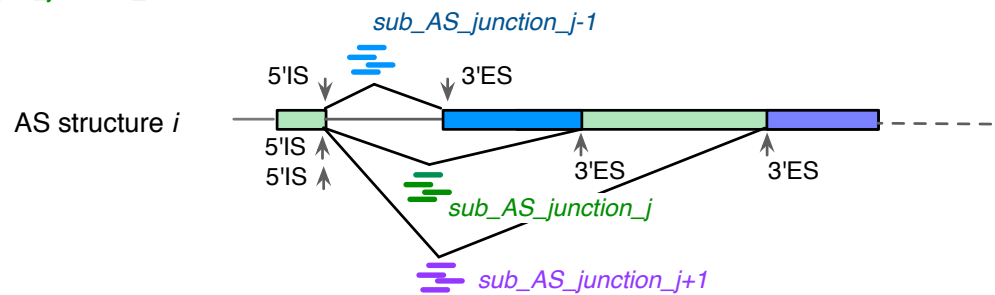 sub_AS_junction_j-1
5'IS
3'ES
AS structure i
5'IS
5'IS
3'ES
3'ES
sub_AS_junction_j
sub_AS_junction_j+1